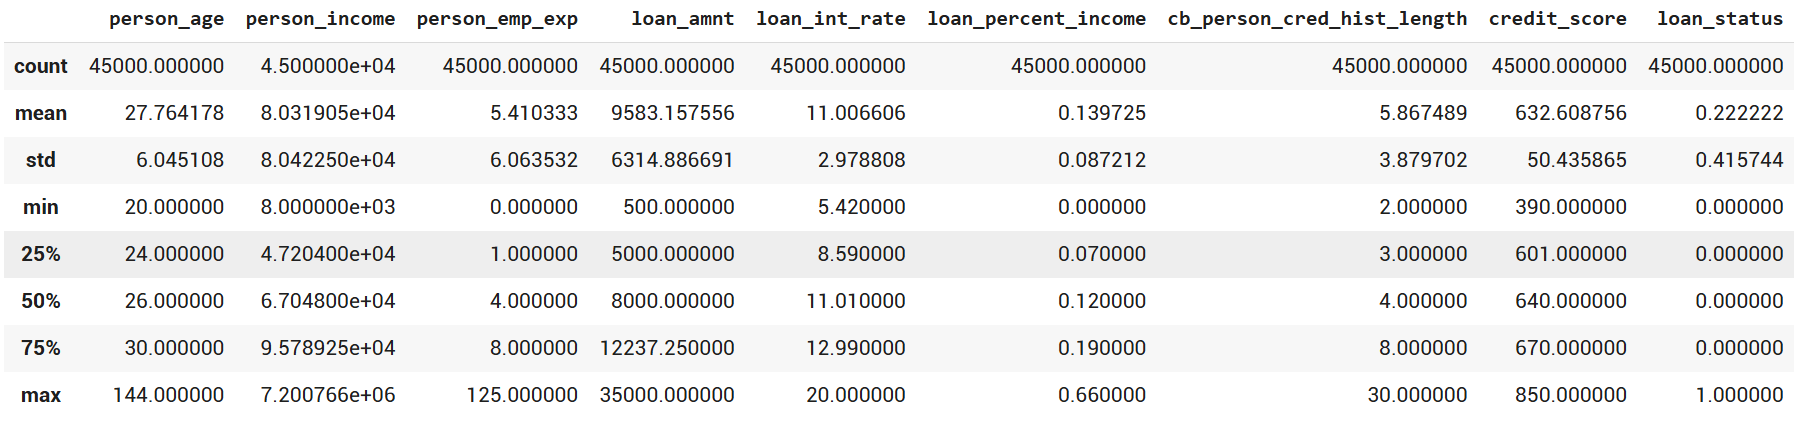 person_age person_income person_emp_exp loan_amnt loan_int_rate loan_percent_income cb_person_cred_hist_length credit_score loan_status
count 45000.000000 4.500000e+04 45000.000000 45000.000000 45000.000000 45000.000000 45000.000000 45000.000000 45000.000000
mean 27.764178 8.031905e+04 5.410333 9583.157556 11.006606 0.139725 5.867489 632.608756 0.222222
std 6.045108 8.042250e+04 6.063532 6314.886691 2.978808 0.087212 3.879702 50.435865 0.415744
min 20.000000 8.000000e+03 0.000000 500.000000 5.420000 0.000000 2.000000 390.000000 0.000000
25% 24.000000 4.720400e+04 1.000000 5000.000000 8.590000 0.070000 3.000000 601.000000 0.000000
50% 26.000000 6.704800e+04 4.000000 8000.000000 11.010000 0.120000 4.000000 640.000000 0.000000
75% 30.000000 9.578925e+04 8.000000 12237.250000 12.990000 0.190000 8.000000 670.000000 0.000000
max 144.000000 7.200766e+06 125.000000 35000.000000 20.000000 0.660000 30.000000 850.000000 1.000000